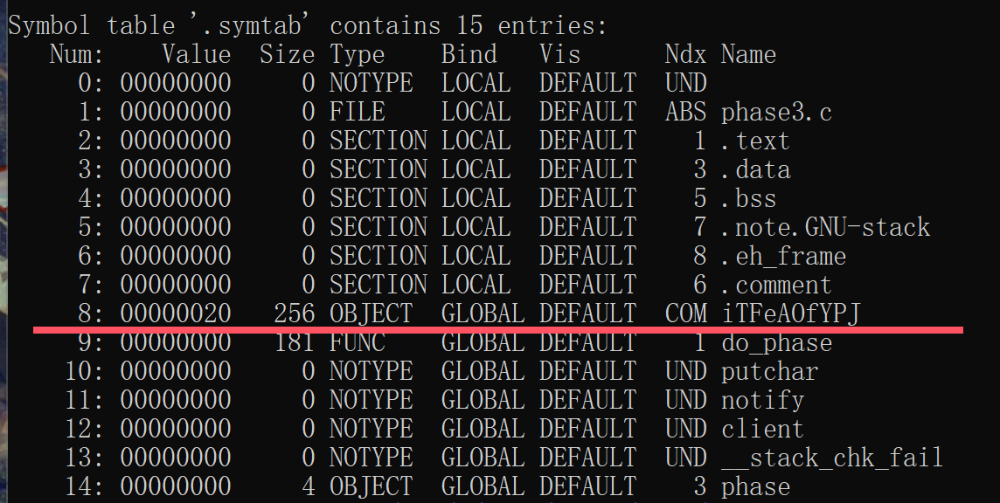 Symbol table '.symtab' contains 15 entries:
Num: Value Size Type Bind Vis Ndx Name
0: 00000000 0 NOTYPE LOCAL DEFAULT UND
1: 00000000 0 FILE LOCAL DEFAULT ABS phase3.c
2: 00000000 0 SECTION LOCAL DEFAULT 1 .text
3: 00000000 0 SECTION LOCAL DEFAULT 3 .data
4: 00000000 0 SECTION LOCAL DEFAULT 5 .bss
5: 00000000 0 SECTION LOCAL DEFAULT 7 .note.GNU-stack
6: 00000000 0 SECTION LOCAL DEFAULT 8 .eh_frame
7: 00000000 0 SECTION LOCAL DEFAULT 6 .comment
8: 00000020 256 OBJECT GLOBAL DEFAULT COM iTFeAOfYPJ
9: 00000000 181 FUNC GLOBAL DEFAULT 1 do_phase
10: 00000000 0 NOTYPE GLOBAL DEFAULT UND putchar
11: 00000000 0 NOTYPE GLOBAL DEFAULT UND notify
12: 00000000 0 NOTYPE GLOBAL DEFAULT UND client
13: 00000000 0 NOTYPE GLOBAL DEFAULT UND __stack_chk_fail
14: 00000000 4 OBJECT GLOBAL DEFAULT 3 phase